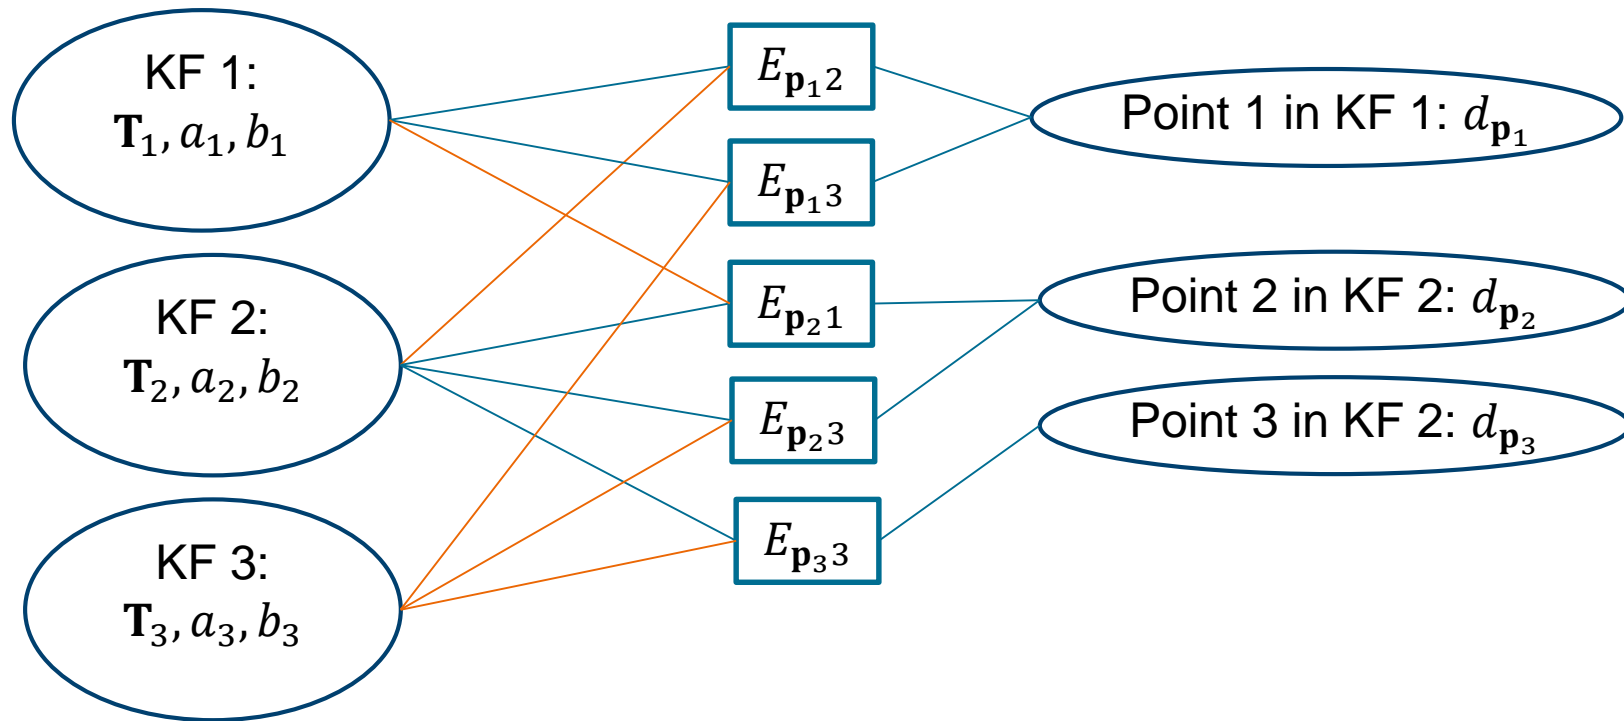 KF 1:
𝐓₁, a₁, b₁
KF 2:
𝐓₂, a₂, b₂
KF 3:
𝐓₃, a₃, b₃
E𝐩₁2
E𝐩₁3
E𝐩₂1
E𝐩₂3
E𝐩₃3
Point 1 in KF 1: d𝐩₁
Point 2 in KF 2: d𝐩₂
Point 3 in KF 2: d𝐩₃